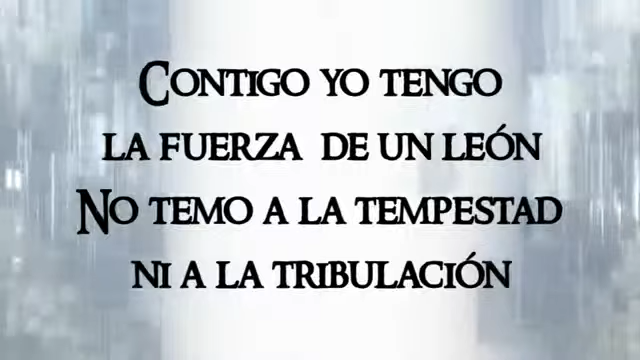 Contigo yo tengo
la fuerza de un león
No temo a la tempestad
ni a la tribulación